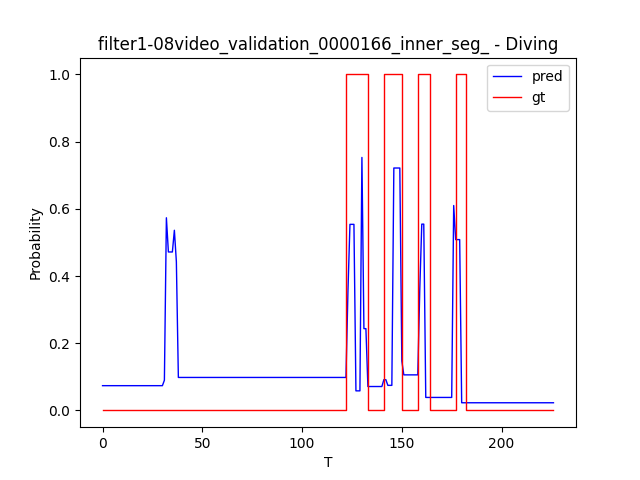 filter1-08video_validation_0000166_inner_seg_ - Diving
pred
gt
1.0
0.8
0.6
0.4
0.2
0.0
Probability
0
50
100
150
200
T